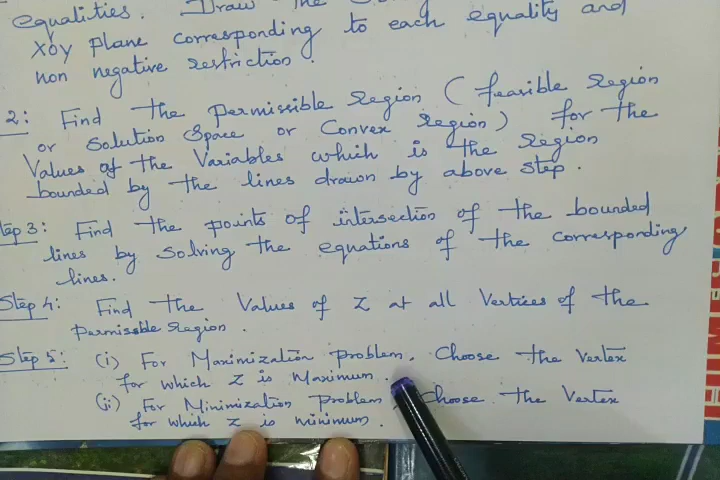 equalities. Draw the
xoy plane corresponding to each equality and
non negative restriction.
2: Find the permissible region (feasible region
or Solution Space or Convex region) for the
Values of the Variables which is the region
bounded by the lines drawn by above step.
Step 3: Find the points of intersection of the bounded
lines by solving the equations of the corresponding
lines.
Step 4: Find the Values of Z at all Vertices of the
permissble region.
Step 5: (i) For Maximization problem, Choose the Vertex
for which Z is Maximum.
(ii) For Minimization Problem, Choose the Vertex
for which Z is minimum.